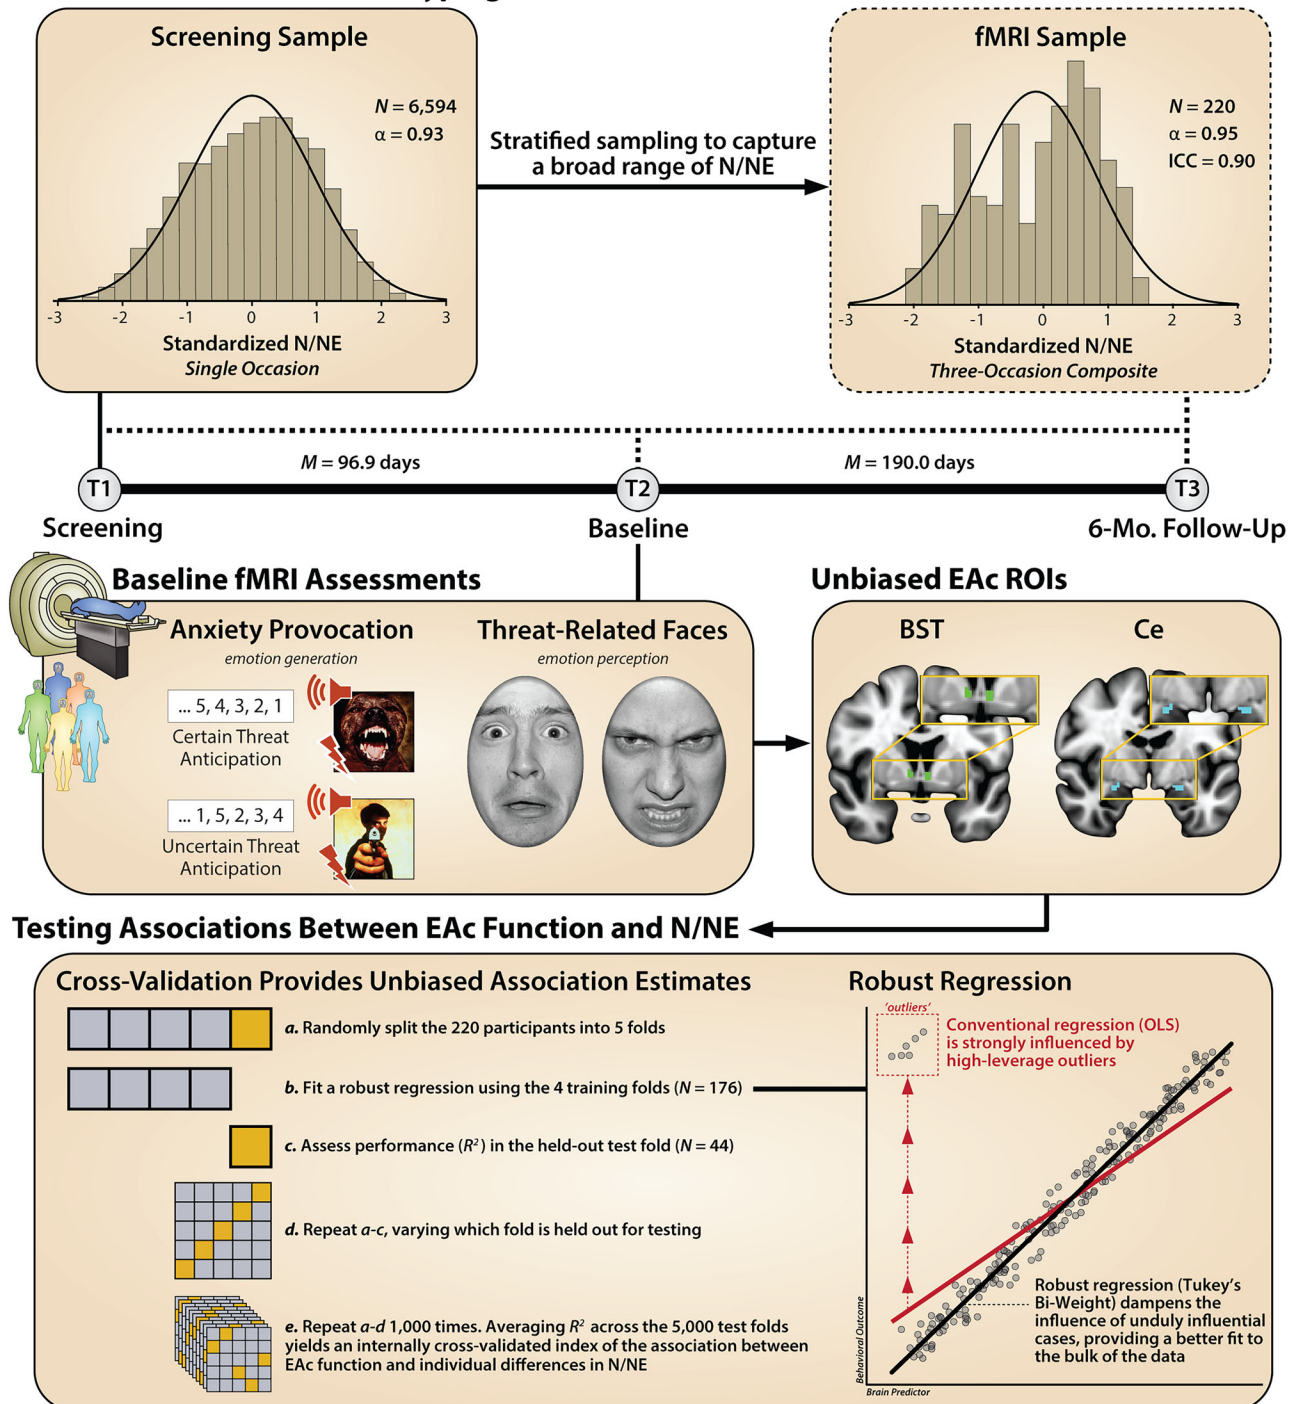 Screening Sample
N = 6,594
α = 0.93
-3
-2
-1
0
1
2
3
Standardized N/NE
Single Occasion
Stratified sampling to capture
a broad range of N/NE
fMRI Sample
N = 220
α = 0.95
ICC = 0.90
-3
-2
-1
0
1
2
3
Standardized N/NE
Three-Occasion Composite
M = 96.9 days
M = 190.0 days
T1
T2
T3
Screening
Baseline
6-Mo. Follow-Up
Baseline fMRI Assessments
Anxiety Provocation
emotion generation
... 5, 4, 3, 2, 1
Certain Threat
Anticipation
... 1, 5, 2, 3, 4
Uncertain Threat
Anticipation
Threat-Related Faces
emotion perception
Unbiased EAc ROIs
BST
Ce
Testing Associations Between EAc Function and N/NE
Cross-Validation Provides Unbiased Association Estimates
a. Randomly split the 220 participants into 5 folds
b. Fit a robust regression using the 4 training folds (N = 176)
c. Assess performance (R²) in the held-out test fold (N = 44)
d. Repeat a-c, varying which fold is held out for testing
e. Repeat a-d 1,000 times. Averaging R² across the 5,000 test folds
yields an internally cross-validated index of the association between
EAc function and individual differences in N/NE
Robust Regression
'outliers'
Conventional regression (OLS)
is strongly influenced by
high-leverage outliers
Robust regression (Tukey's
Bi-Weight) dampens the
influence of unduly influential
cases, providing a better fit to
the bulk of the data
Behavioral Outcome
Brain Predictor